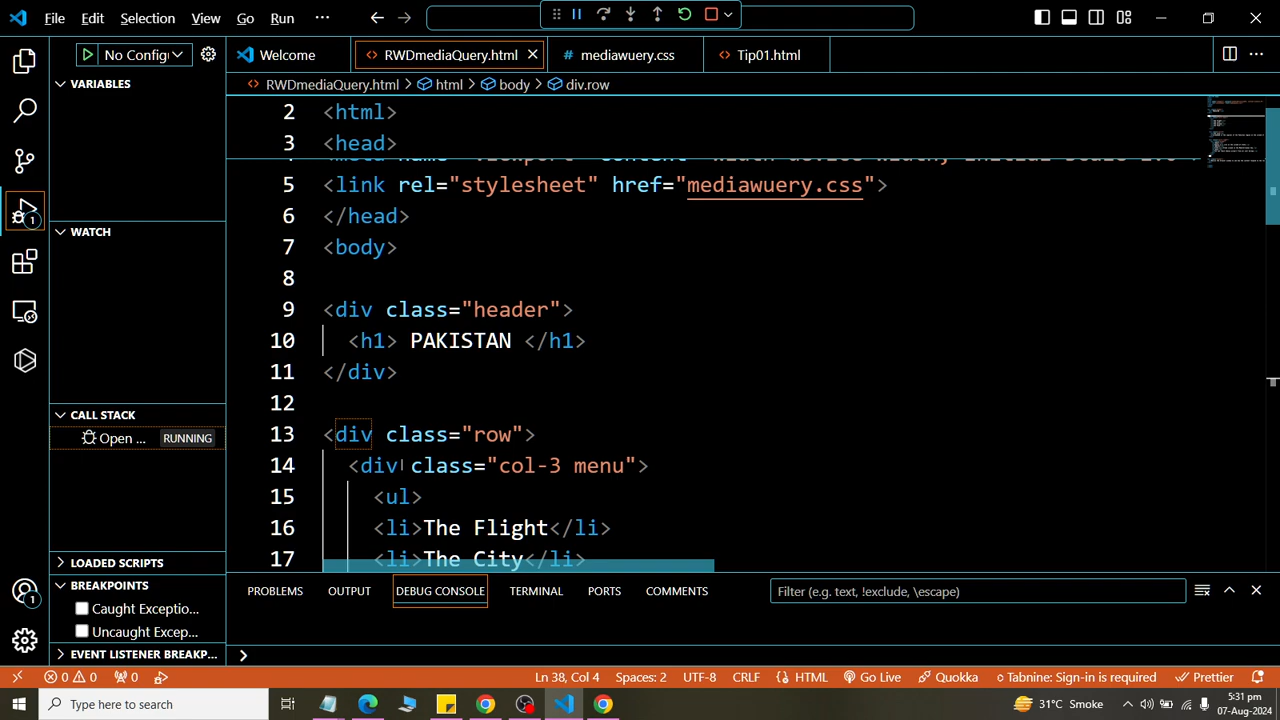 File Edit Selection View Go Run ···
No Configu
Welcome
RWDmediaQuery.html
mediawuery.css
Tip01.html
RWDmediaQuery.html > html > body > div.row
VARIABLES
WATCH
CALL STACK
Open ... RUNNING
LOADED SCRIPTS
BREAKPOINTS
Caught Exceptio...
Uncaught Excep...
EVENT LISTENER BREAKP...
2 <html>
3 <head>
5 <link rel="stylesheet" href="mediawuery.css">
6 </head>
7 <body>
8
9 <div class="header">
10 <h1> PAKISTAN </h1>
11 </div>
12
13 <div class="row">
14 <div class="col-3 menu">
15 <ul>
16 <li>The Flight</li>
17 <li>The City</li>
PROBLEMS OUTPUT DEBUG CONSOLE TERMINAL PORTS COMMENTS
Filter (e.g. text, !exclude, \escape)
0 0 0
Ln 38, Col 4 Spaces: 2 UTF-8 CRLF HTML Go Live Quokka Tabnine: Sign-in is required Prettier
Type here to search
31°C Smoke
5:31 pm
07-Aug-2024